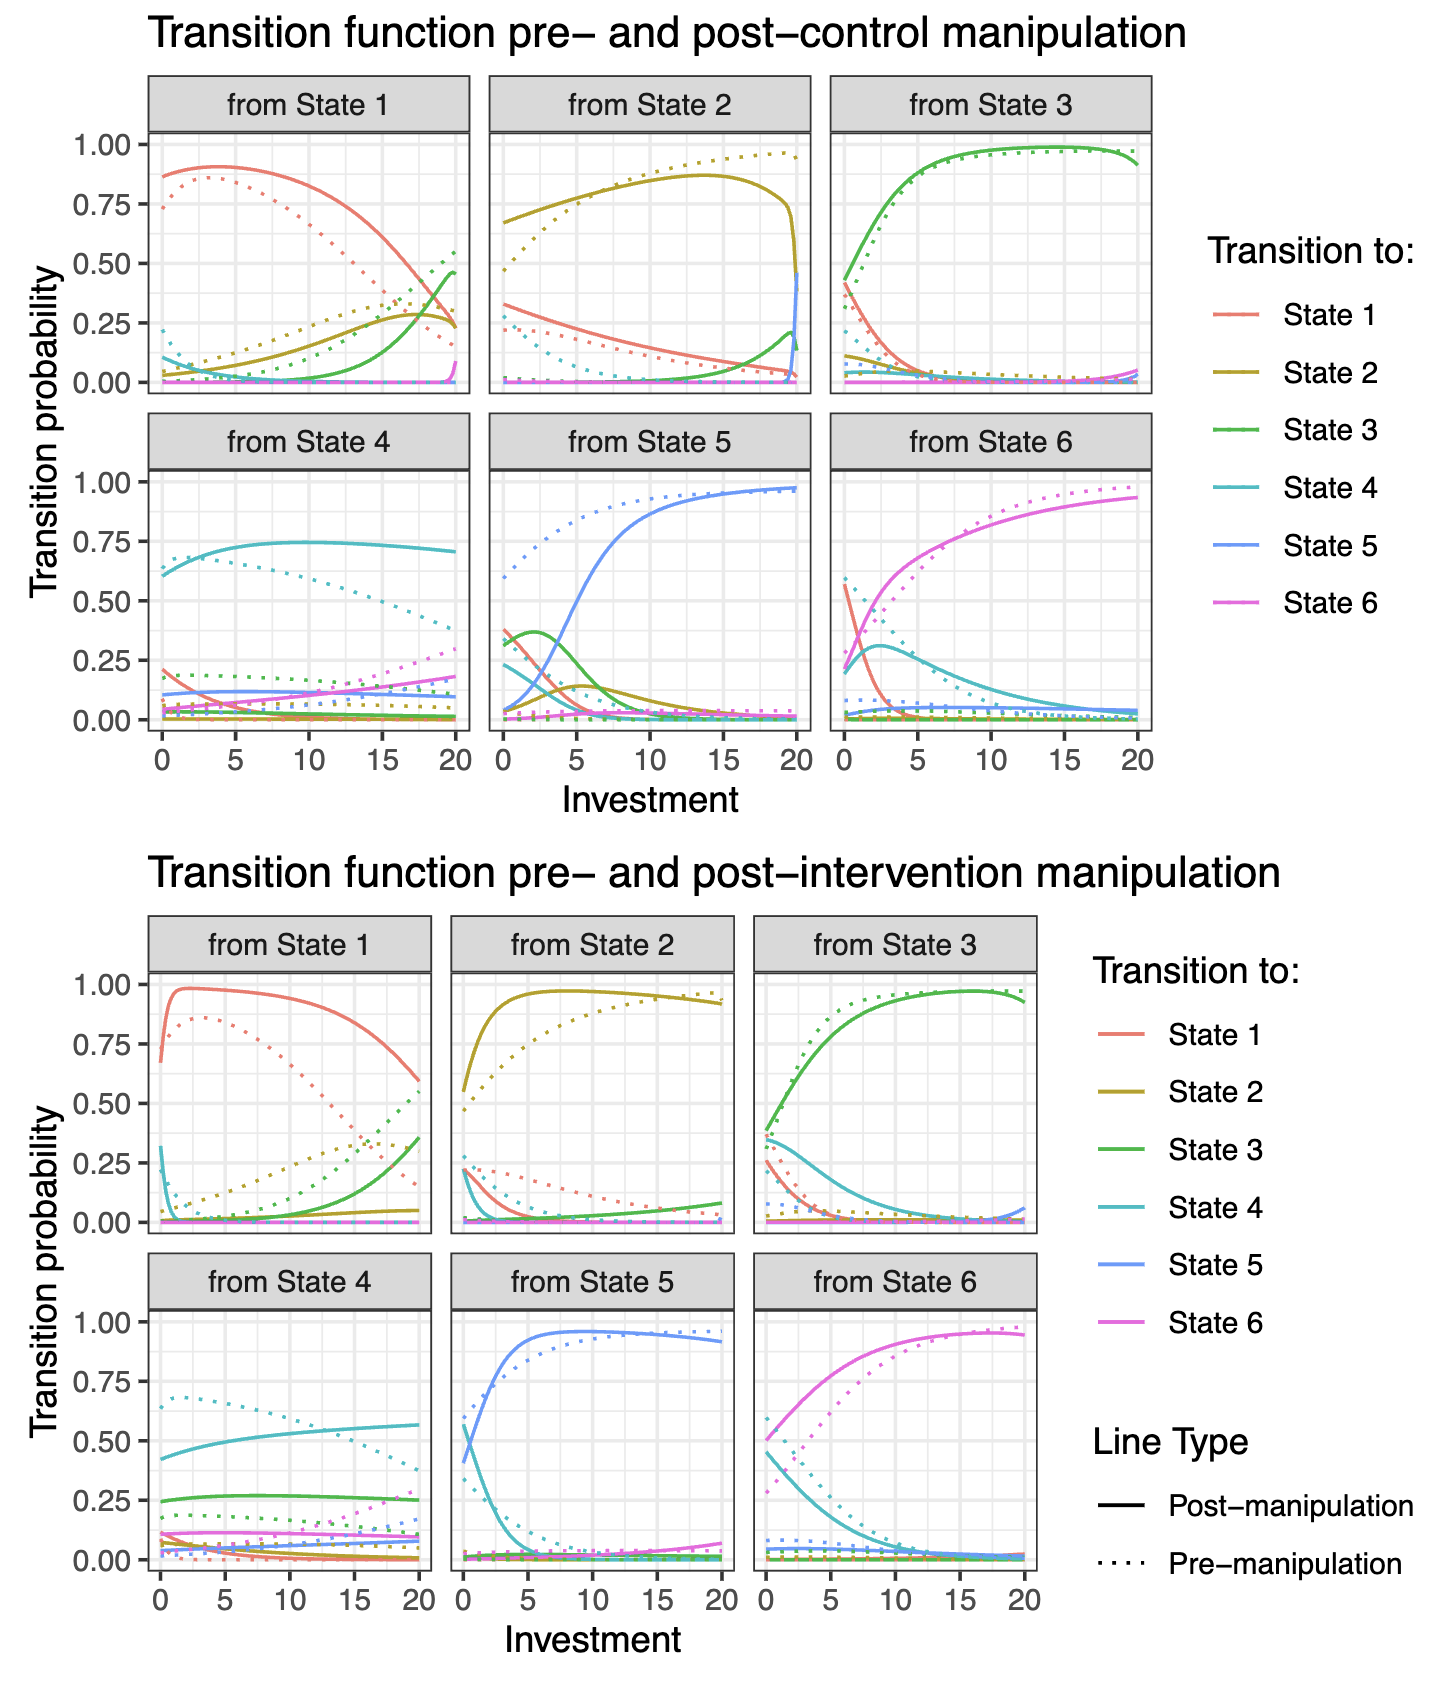 Transition function pre− and post−control manipulation
from State 1
from State 2
from State 3
1.00
0.75
0.50
0.25
0.00
from State 4
from State 5
from State 6
1.00
0.75
0.50
0.25
0.00
0 5 10 15 20
0 5 10 15 20
0 5 10 15 20
Transition probability
Investment
Transition to:
State 1
State 2
State 3
State 4
State 5
State 6
Transition function pre− and post−intervention manipulation
from State 1
from State 2
from State 3
1.00
0.75
0.50
0.25
0.00
from State 4
from State 5
from State 6
1.00
0.75
0.50
0.25
0.00
0 5 10 15 20
0 5 10 15 20
0 5 10 15 20
Transition probability
Investment
Transition to:
State 1
State 2
State 3
State 4
State 5
State 6
Line Type
Post−manipulation
Pre−manipulation